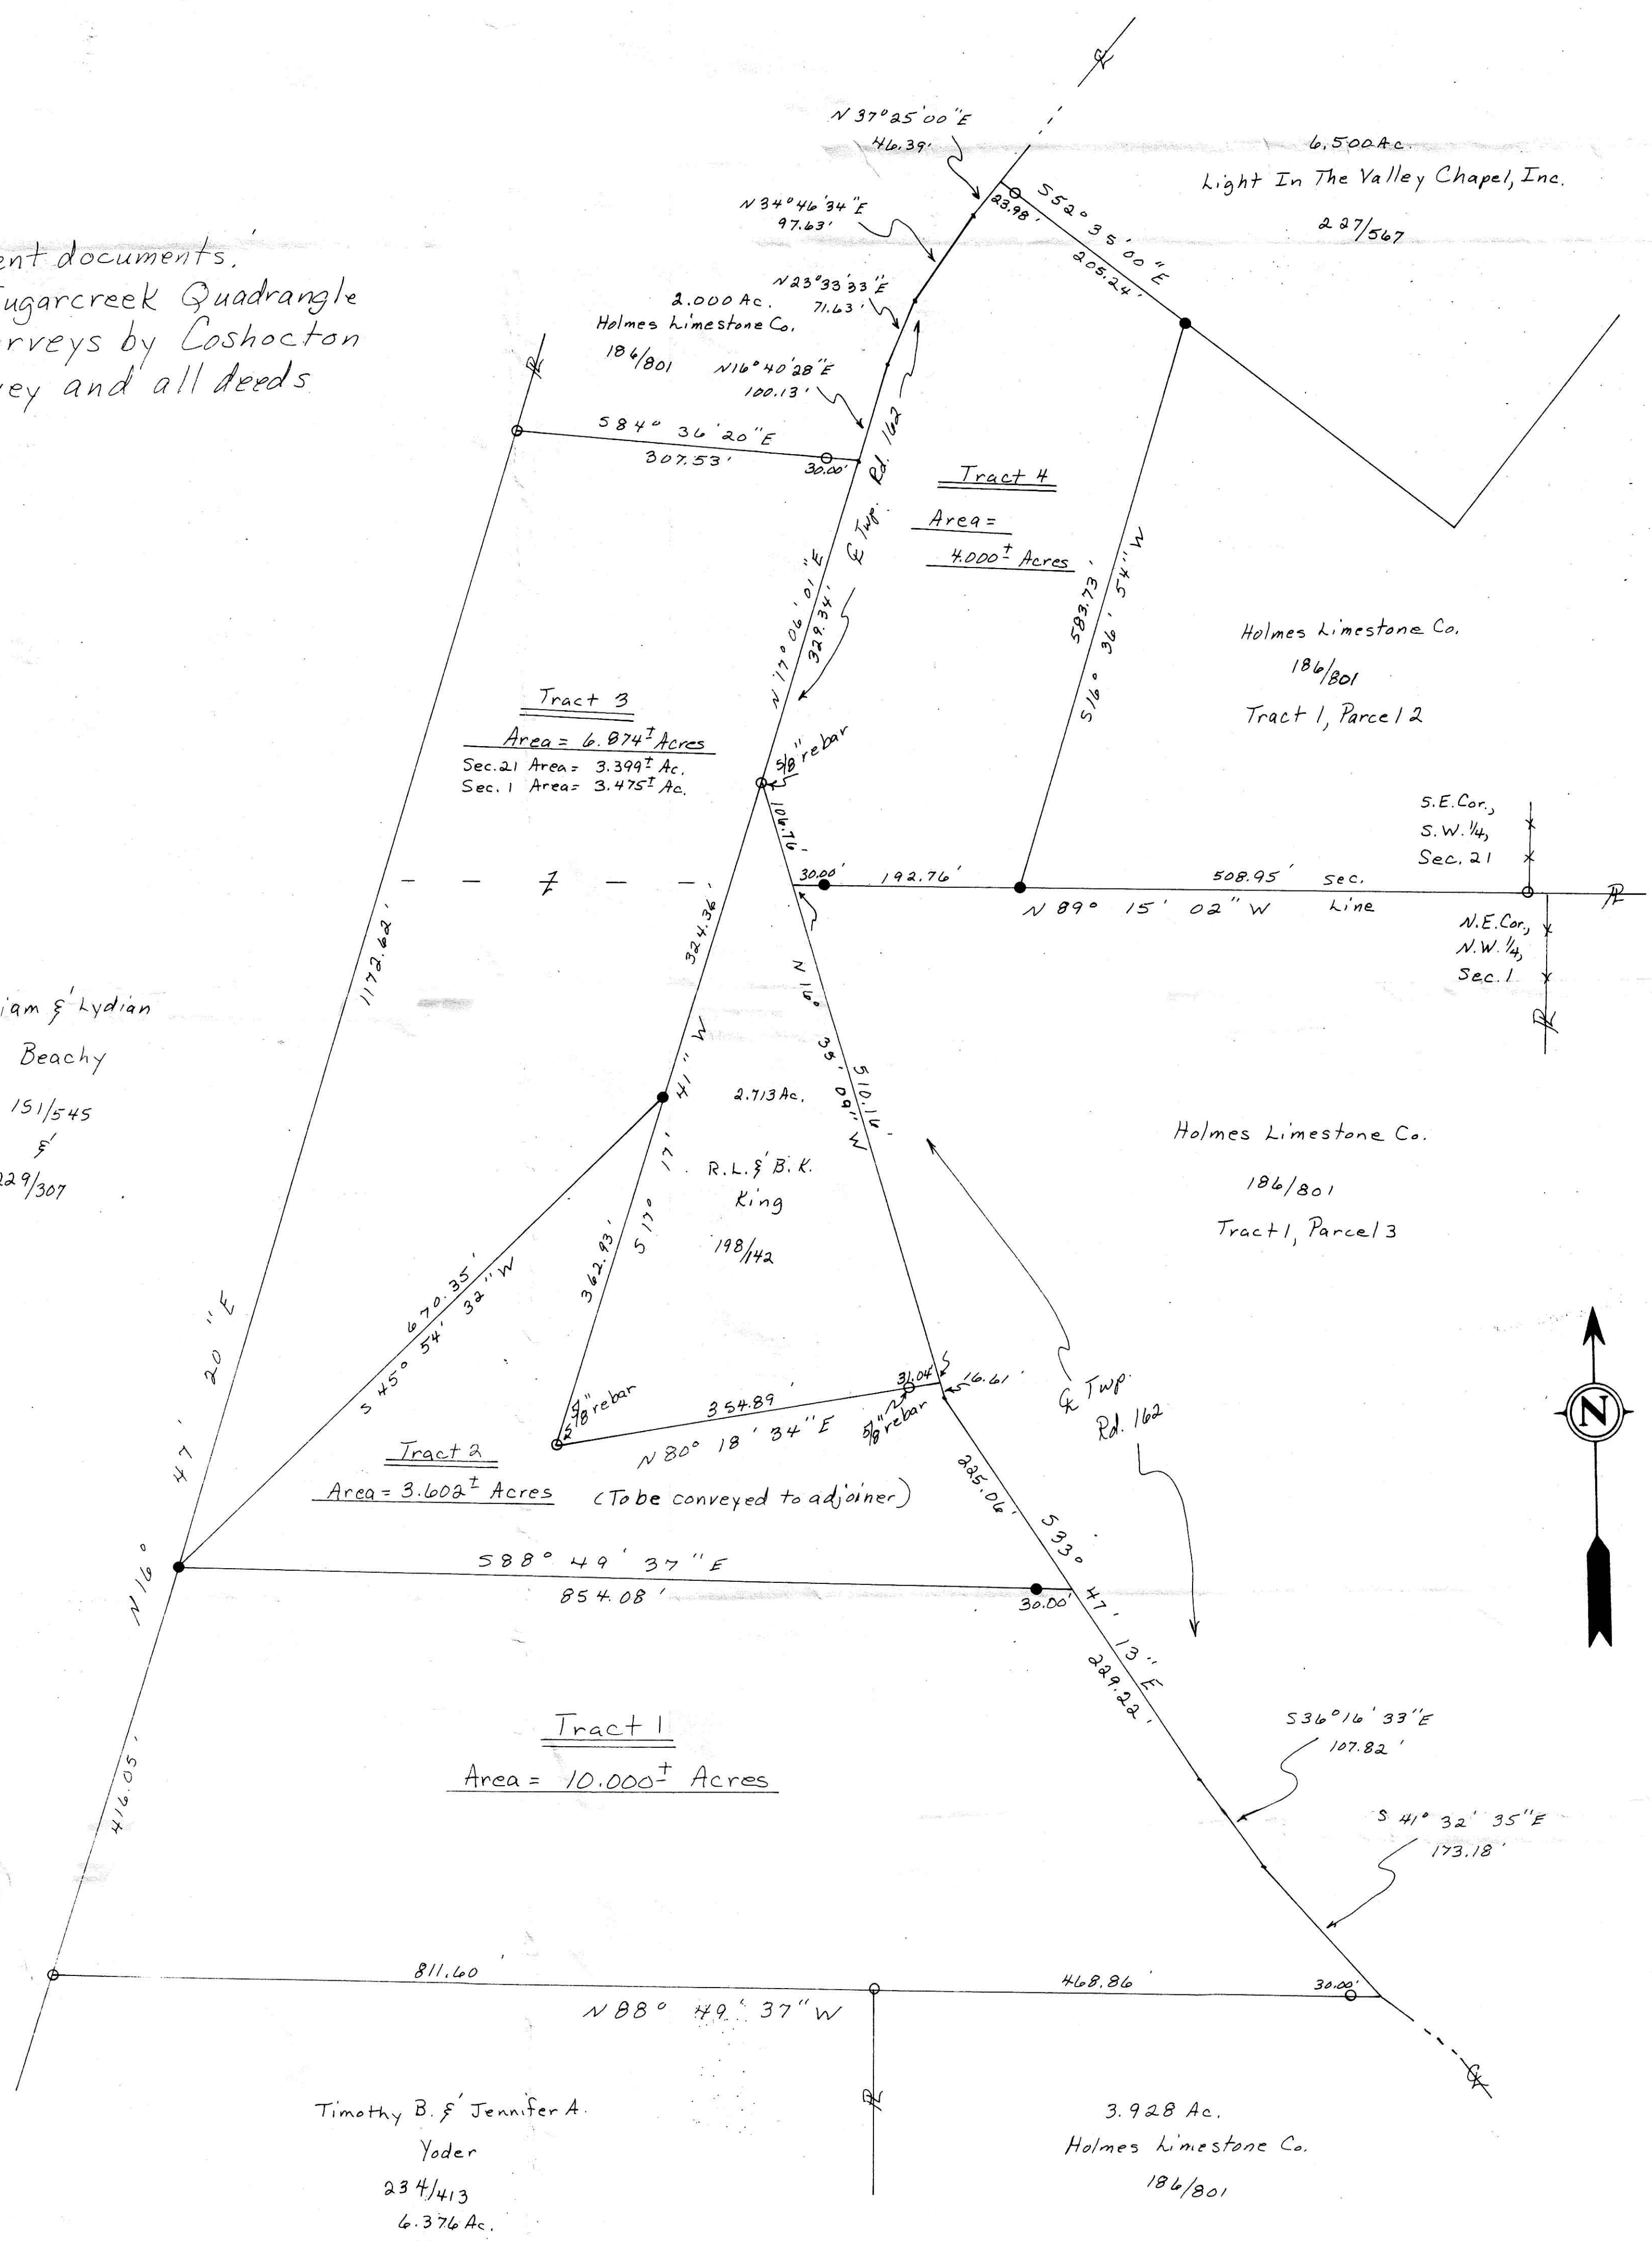 N 37° 25' 00" E
46.39'
6.500 Ac.
Light In The Valley Chapel, Inc.
227/567
S 52° 35' 00" E
23.98'
205.24'
N 34° 46' 34" E
97.63'
ent documents.
ugarcreek Quadrangle
rveys by Coshocton
ey and all deeds
N 23° 33' 33" E
71.63'
2.000 Ac.
Holmes Limestone Co.
186/801
N 16° 40' 28" E
100.13'
S 84° 36' 20" E
307.53'
30.00'
℄ Twp. Rd. 162
Tract 4
Area =
4.000± Acres
N 17° 06' 01" E
329.34'
583.73'
S 16° 36' 54" W
Holmes Limestone Co.
186/801
Tract 1, Parcel 2
Tract 3
Area = 6.874± Acres
Sec. 21 Area = 3.399± Ac.
Sec. 1 Area = 3.475± Ac.
5/8" rebar
106.76'
S.E. Cor.,
S.W. 1/4,
Sec. 21
30.00'
192.76'
508.95'
Sec.
Line
N 89° 15' 02" W
N.E. Cor.,
N.W. 1/4,
Sec. 1
1172.62'
324.36'
iam & Lydian
Beachy
151/545
&
229/307
N 16° 35' 09" W
510.16'
2.713 Ac.
R.L. & B.K.
King
198/142
S 17° 17' 41" W
362.93'
Holmes Limestone Co.
186/801
Tract 1, Parcel 3
670.35'
S 45° 54' 32" W
N 16° 47' 20" E
5/8" rebar
354.89'
31.04'
16.61'
N 80° 18' 34" E
5/8" rebar
℄ Twp.
Rd. 162
N
Tract 2
Area = 3.602± Acres (To be conveyed to adjoiner)
225.06'
S 33° 47' 13" E
S 88° 49' 37" E
854.08'
30.00'
229.22'
Tract 1
Area = 10.000± Acres
416.05'
S 36° 16' 33" E
107.82'
S 41° 32' 35" E
173.18'
811.60'
468.86'
30.00'
N 88° 49' 37" W
Timothy B. & Jennifer A.
Yoder
234/413
6.376 Ac.
3.928 Ac.
Holmes Limestone Co.
186/801